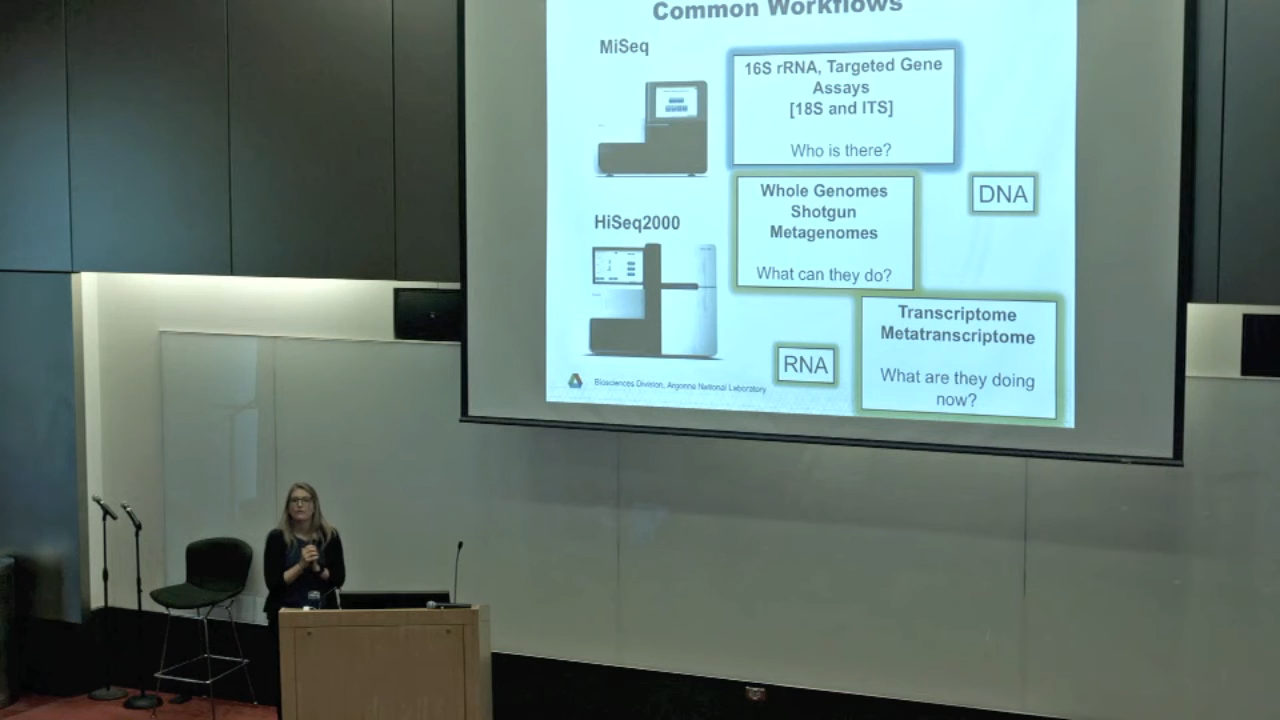 Common Workflows
MiSeq
16S rRNA, Targeted Gene
Assays
[18S and ITS]
Who is there?
Whole Genomes
Shotgun
Metagenomes
What can they do?
DNA
HiSeq2000
Transcriptome
Metatranscriptome
What are they doing
now?
RNA
Biosciences Division, Argonne National Laboratory